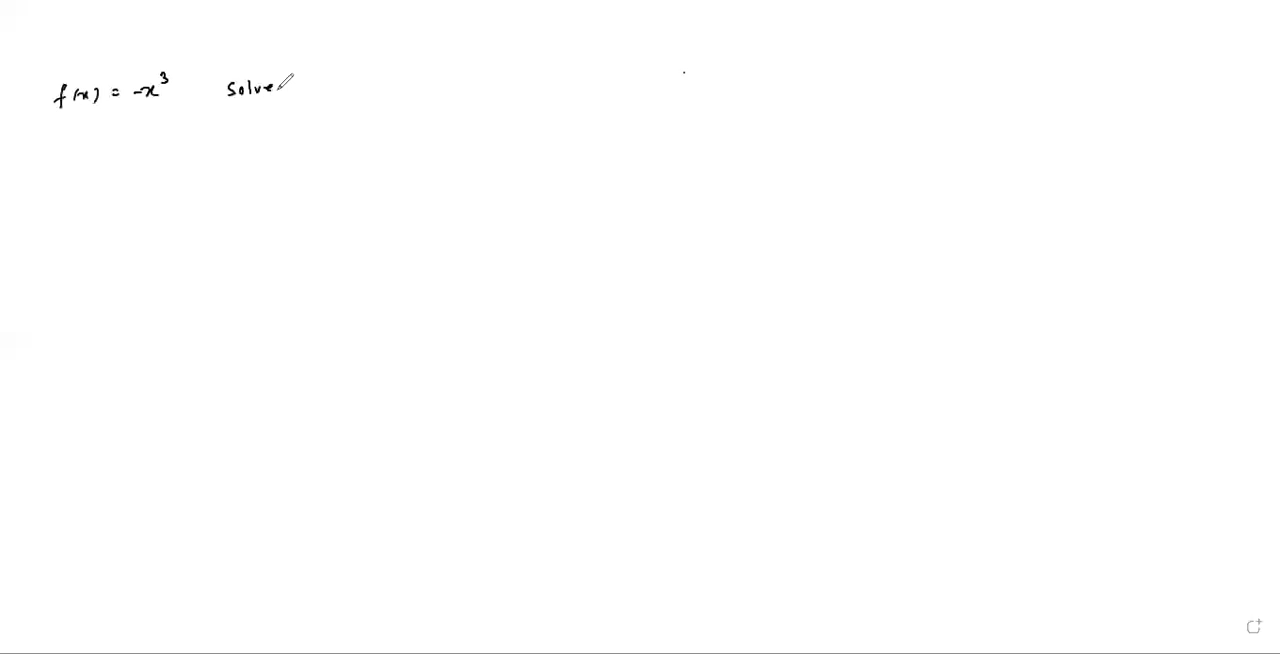 f(x) = -x³ Solve